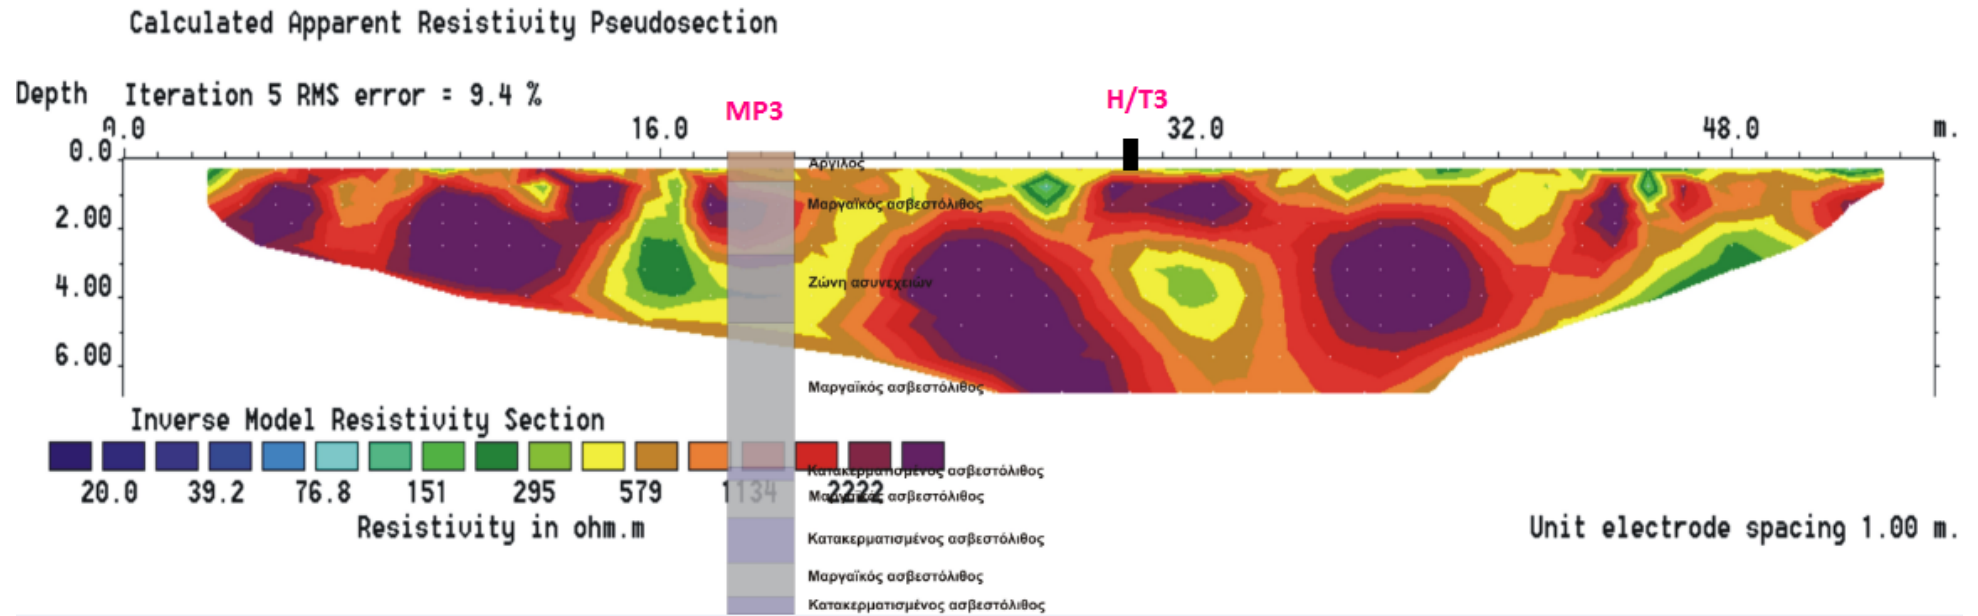 Calculated Apparent Resistivity Pseudosection
Depth Iteration 5 RMS error = 9.4 %
MP3
H/T3
0.0 16.0 32.0 48.0 m.
0.0
Άργιλος
Μαργαϊκός ασβεστόλιθος
2.00
Ζώνη ασυνεχειών
4.00
6.00
Μαργαϊκός ασβεστόλιθος
Inverse Model Resistivity Section
Κατακερματισμένος ασβεστόλιθος
20.0 39.2 76.8 151 295 579 1134 2222
Μαργαϊκός ασβεστόλιθος
Resistivity in ohm.m
Unit electrode spacing 1.00 m.
Κατακερματισμένος ασβεστόλιθος
Μαργαϊκός ασβεστόλιθος
Κατακερματισμένος ασβεστόλιθος